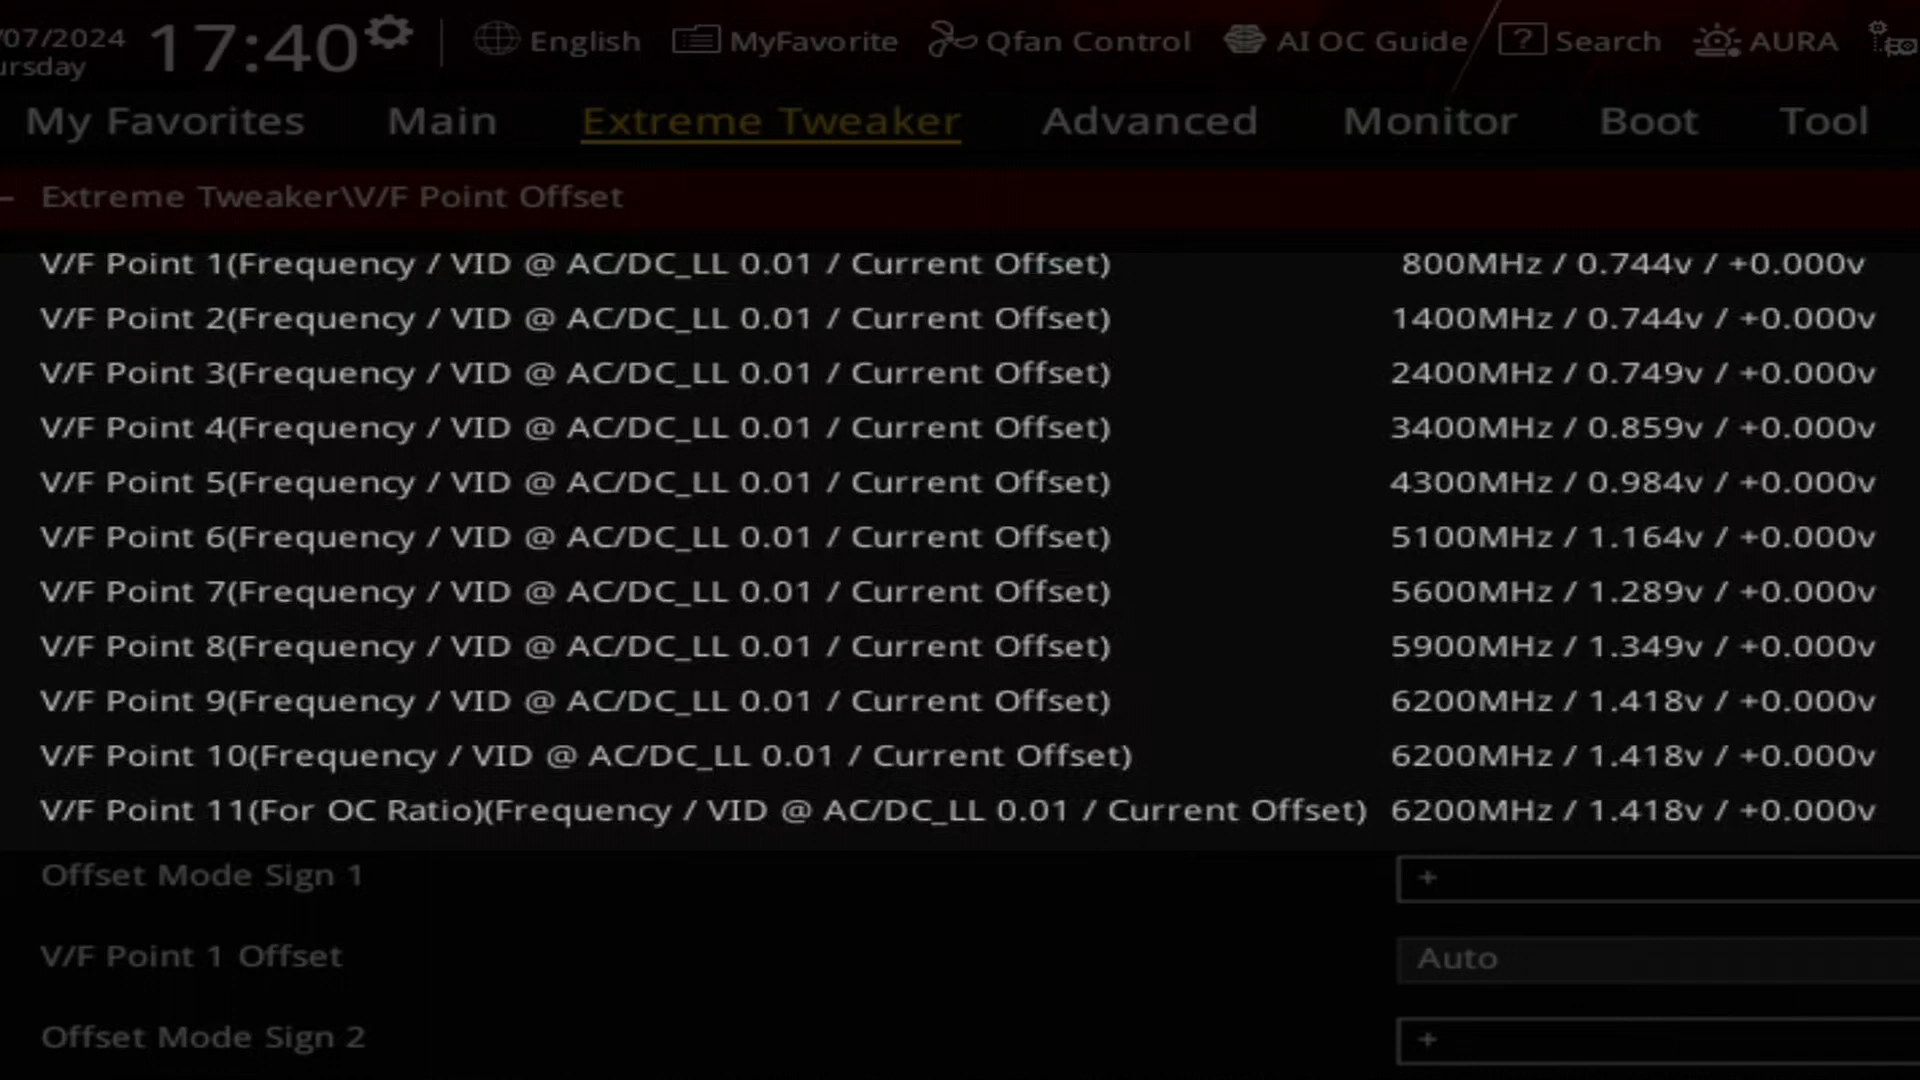 /07/2024 17:40 English MyFavorite Qfan Control AI OC Guide ? Search AURA
ursday
My Favorites Main Extreme Tweaker Advanced Monitor Boot Tool
Extreme Tweaker\V/F Point Offset
V/F Point 1(Frequency / VID @ AC/DC_LL 0.01 / Current Offset) 800MHz / 0.744v / +0.000v
V/F Point 2(Frequency / VID @ AC/DC_LL 0.01 / Current Offset) 1400MHz / 0.744v / +0.000v
V/F Point 3(Frequency / VID @ AC/DC_LL 0.01 / Current Offset) 2400MHz / 0.749v / +0.000v
V/F Point 4(Frequency / VID @ AC/DC_LL 0.01 / Current Offset) 3400MHz / 0.859v / +0.000v
V/F Point 5(Frequency / VID @ AC/DC_LL 0.01 / Current Offset) 4300MHz / 0.984v / +0.000v
V/F Point 6(Frequency / VID @ AC/DC_LL 0.01 / Current Offset) 5100MHz / 1.164v / +0.000v
V/F Point 7(Frequency / VID @ AC/DC_LL 0.01 / Current Offset) 5600MHz / 1.289v / +0.000v
V/F Point 8(Frequency / VID @ AC/DC_LL 0.01 / Current Offset) 5900MHz / 1.349v / +0.000v
V/F Point 9(Frequency / VID @ AC/DC_LL 0.01 / Current Offset) 6200MHz / 1.418v / +0.000v
V/F Point 10(Frequency / VID @ AC/DC_LL 0.01 / Current Offset) 6200MHz / 1.418v / +0.000v
V/F Point 11(For OC Ratio)(Frequency / VID @ AC/DC_LL 0.01 / Current Offset) 6200MHz / 1.418v / +0.000v
Offset Mode Sign 1 +
V/F Point 1 Offset Auto
Offset Mode Sign 2 +